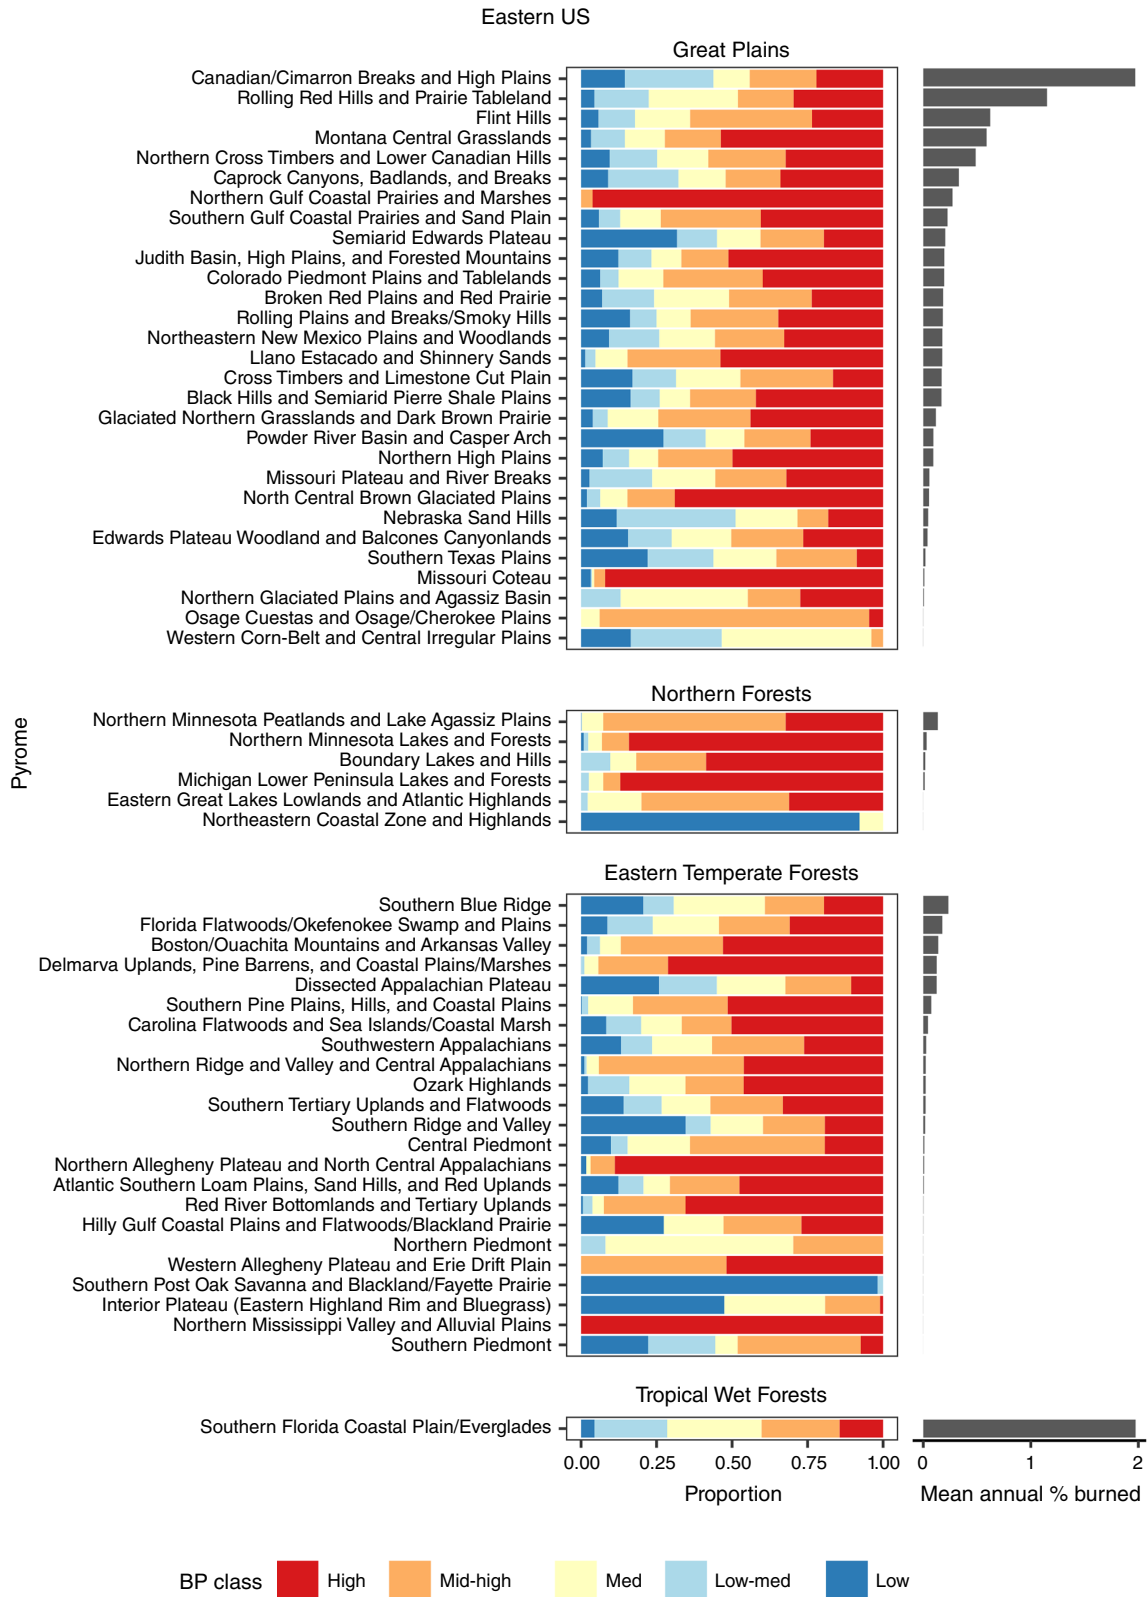 Eastern US
Great Plains
Canadian/Cimarron Breaks and High Plains
Rolling Red Hills and Prairie Tableland
Flint Hills
Montana Central Grasslands
Northern Cross Timbers and Lower Canadian Hills
Caprock Canyons, Badlands, and Breaks
Northern Gulf Coastal Prairies and Marshes
Southern Gulf Coastal Prairies and Sand Plain
Semiarid Edwards Plateau
Judith Basin, High Plains, and Forested Mountains
Colorado Piedmont Plains and Tablelands
Broken Red Plains and Red Prairie
Rolling Plains and Breaks/Smoky Hills
Northeastern New Mexico Plains and Woodlands
Llano Estacado and Shinnery Sands
Cross Timbers and Limestone Cut Plain
Black Hills and Semiarid Pierre Shale Plains
Glaciated Northern Grasslands and Dark Brown Prairie
Powder River Basin and Casper Arch
Northern High Plains
Missouri Plateau and River Breaks
North Central Brown Glaciated Plains
Nebraska Sand Hills
Edwards Plateau Woodland and Balcones Canyonlands
Southern Texas Plains
Missouri Coteau
Northern Glaciated Plains and Agassiz Basin
Osage Cuestas and Osage/Cherokee Plains
Western Corn-Belt and Central Irregular Plains
Pyrome
Northern Forests
Northern Minnesota Peatlands and Lake Agassiz Plains
Northern Minnesota Lakes and Forests
Boundary Lakes and Hills
Michigan Lower Peninsula Lakes and Forests
Eastern Great Lakes Lowlands and Atlantic Highlands
Northeastern Coastal Zone and Highlands
Eastern Temperate Forests
Southern Blue Ridge
Florida Flatwoods/Okefenokee Swamp and Plains
Boston/Ouachita Mountains and Arkansas Valley
Delmarva Uplands, Pine Barrens, and Coastal Plains/Marshes
Dissected Appalachian Plateau
Southern Pine Plains, Hills, and Coastal Plains
Carolina Flatwoods and Sea Islands/Coastal Marsh
Southwestern Appalachians
Northern Ridge and Valley and Central Appalachians
Ozark Highlands
Southern Tertiary Uplands and Flatwoods
Southern Ridge and Valley
Central Piedmont
Northern Allegheny Plateau and North Central Appalachians
Atlantic Southern Loam Plains, Sand Hills, and Red Uplands
Red River Bottomlands and Tertiary Uplands
Hilly Gulf Coastal Plains and Flatwoods/Blackland Prairie
Northern Piedmont
Western Allegheny Plateau and Erie Drift Plain
Southern Post Oak Savanna and Blackland/Fayette Prairie
Interior Plateau (Eastern Highland Rim and Bluegrass)
Northern Mississippi Valley and Alluvial Plains
Southern Piedmont
Tropical Wet Forests
Southern Florida Coastal Plain/Everglades
0.00 0.25 0.50 0.75 1.00 0 1 2
Proportion Mean annual % burned
BP class High Mid-high Med Low-med Low